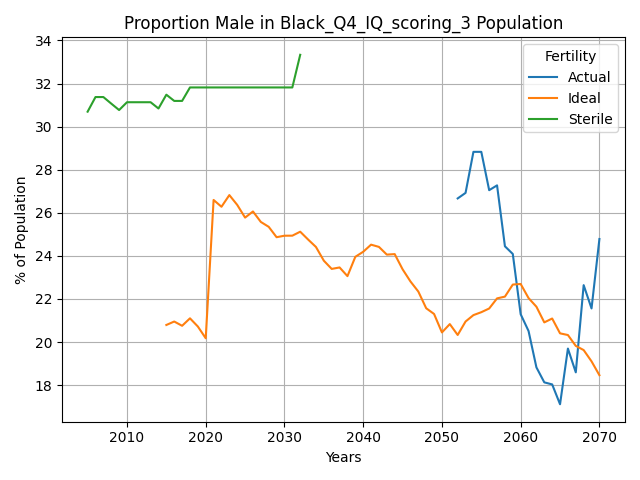 Proportion Male in Black_Q4_IQ_scoring_3 Population
% of Population
34
32
30
28
26
24
22
20
18
Fertility
Actual
Ideal
Sterile
2010 2020 2030 2040 2050 2060 2070
Years